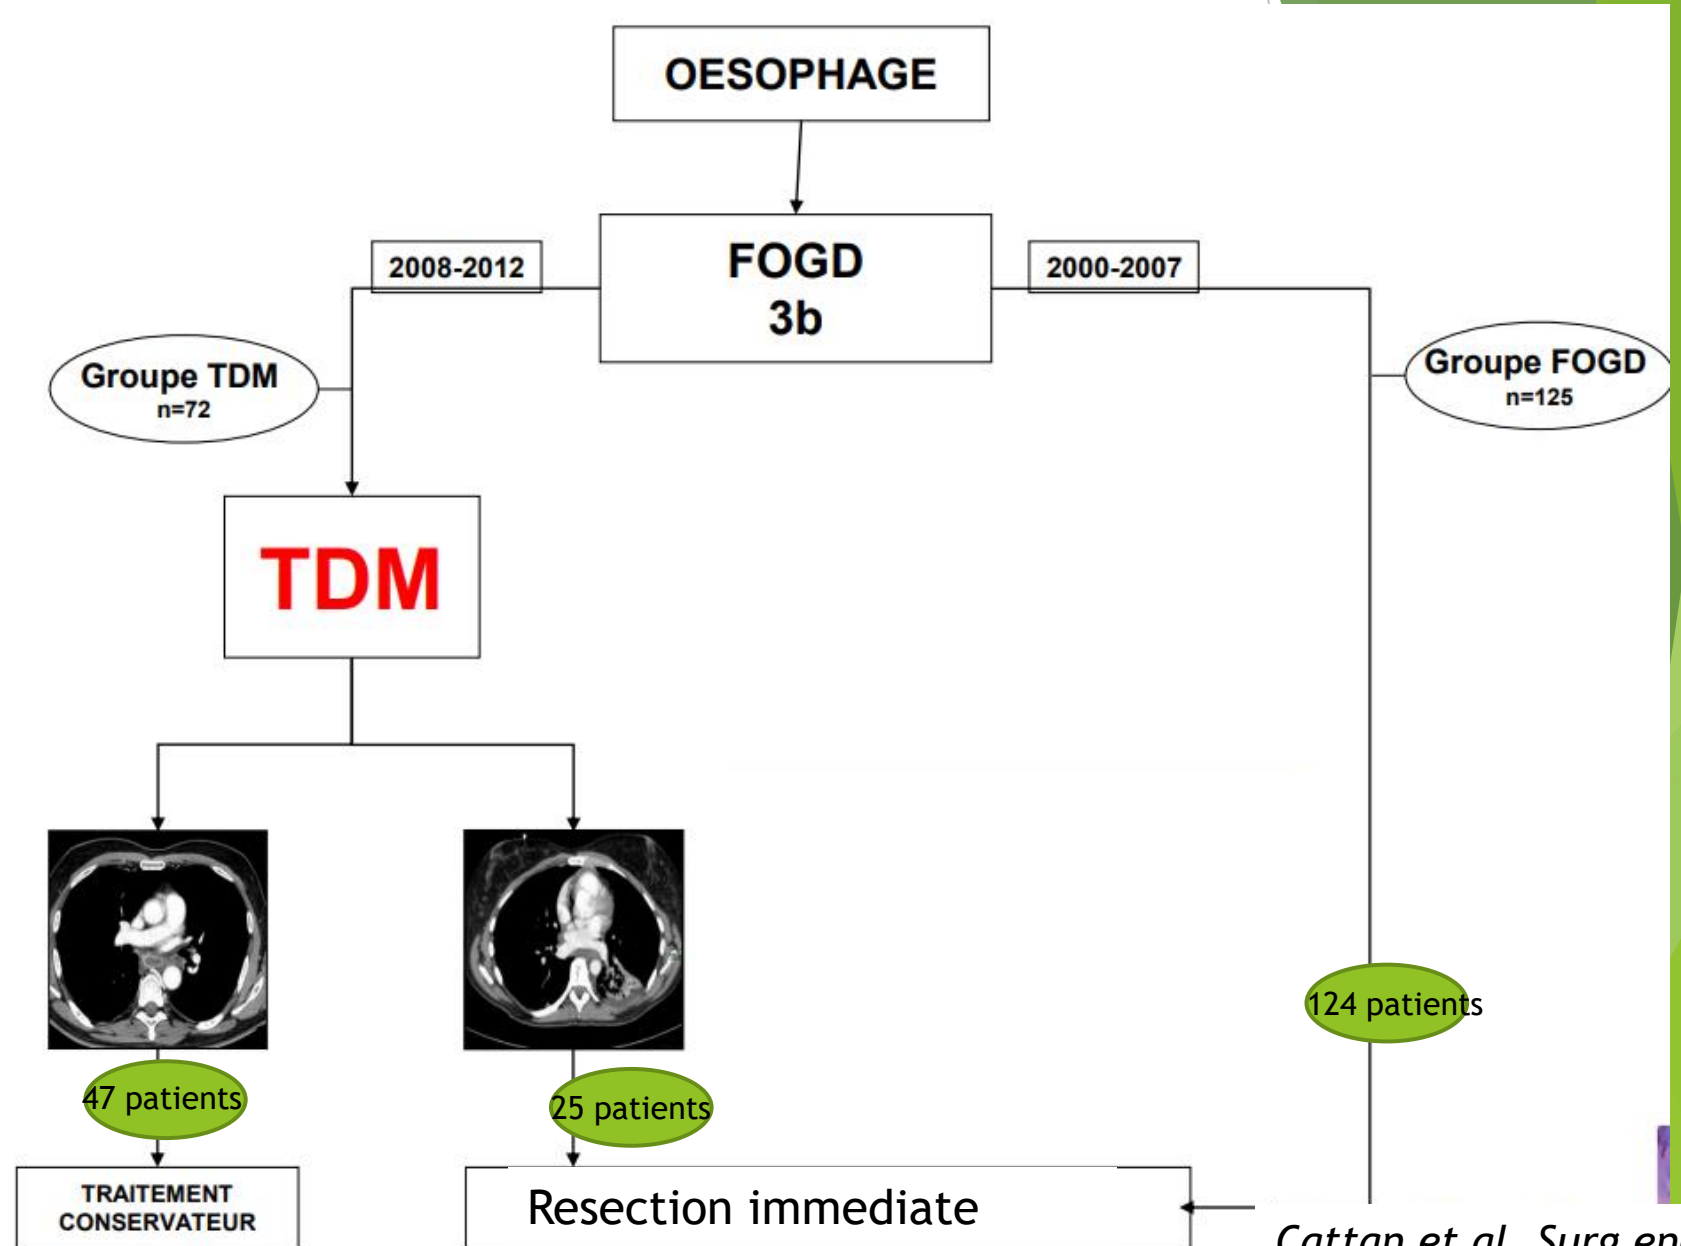 OESOPHAGE
FOGD
3b
2008-2012
2000-2007
Groupe TDM
n=72
Groupe FOGD
n=125
TDM
124 patients
47 patients
25 patients
TRAITEMENT
CONSERVATEUR
Resection immediate
Cattan et al. Surg